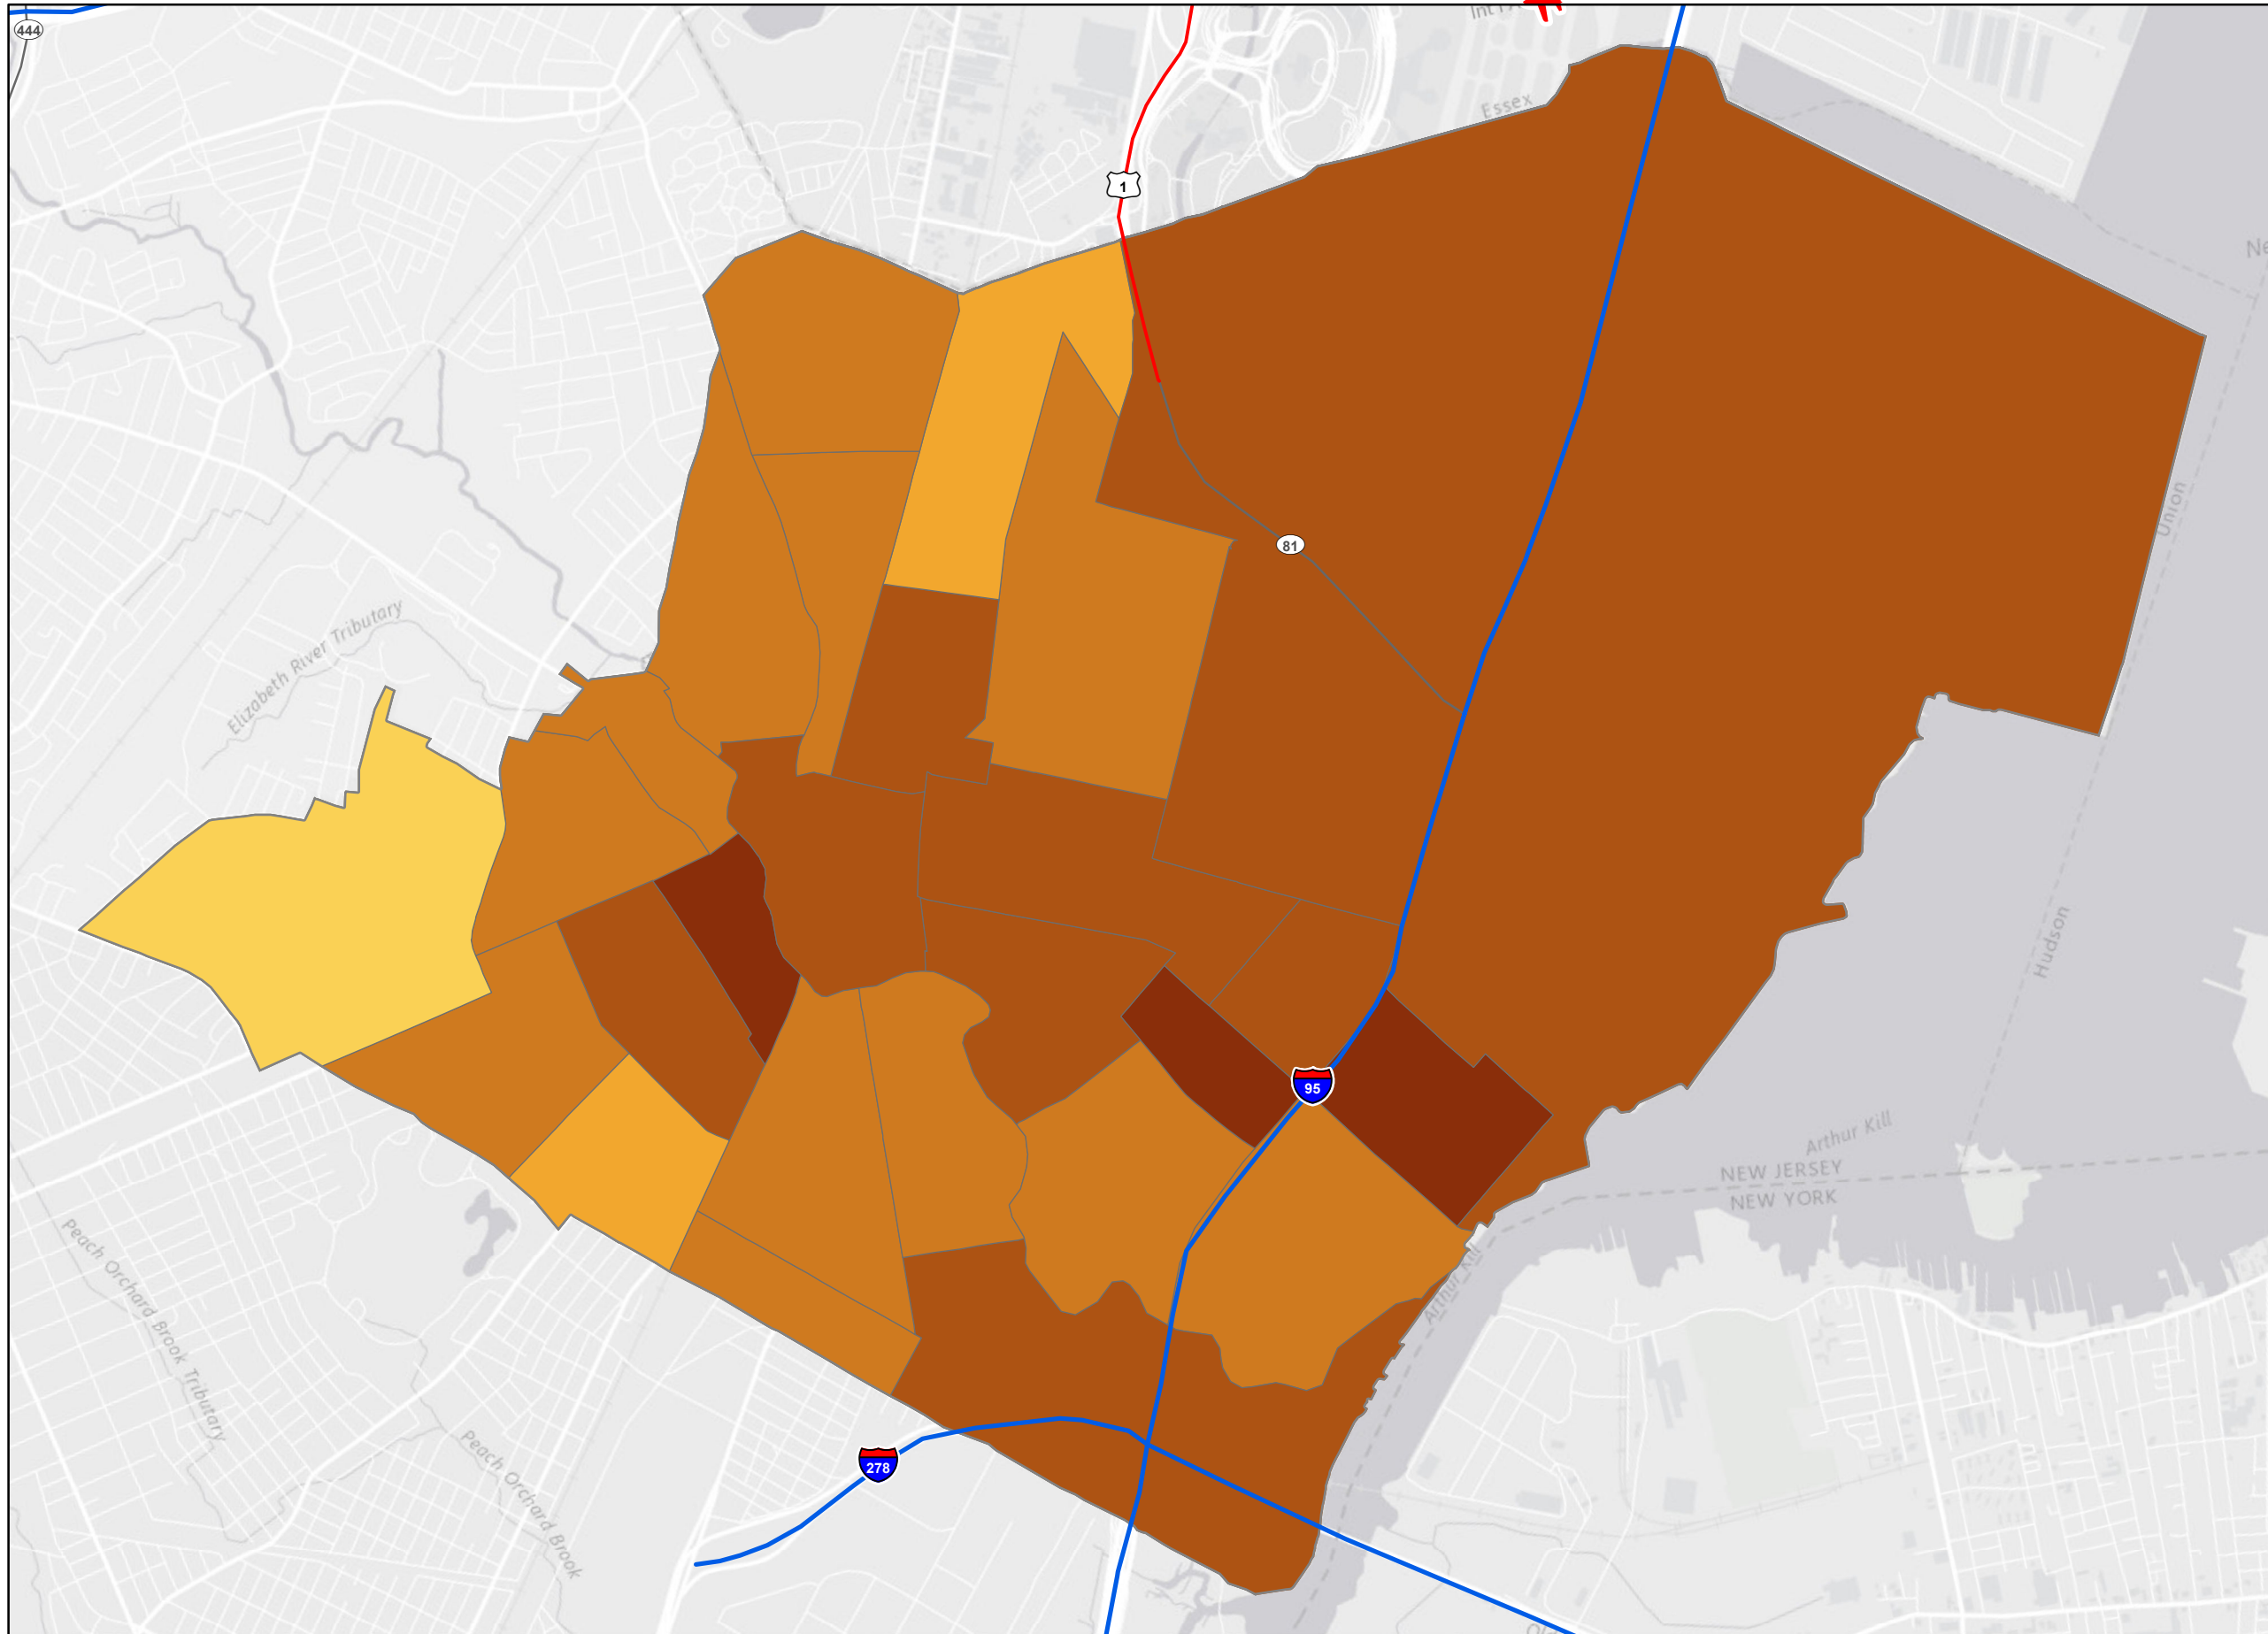 444
Int'l A
Essex
1
Ne
81
Union
Elizabeth River Tributary
Hudson
95
Arthur Kill
NEW JERSEY
NEW YORK
Arthur Kill
Peach Orchard Brook Tributary
Peach Orchard Brook
278